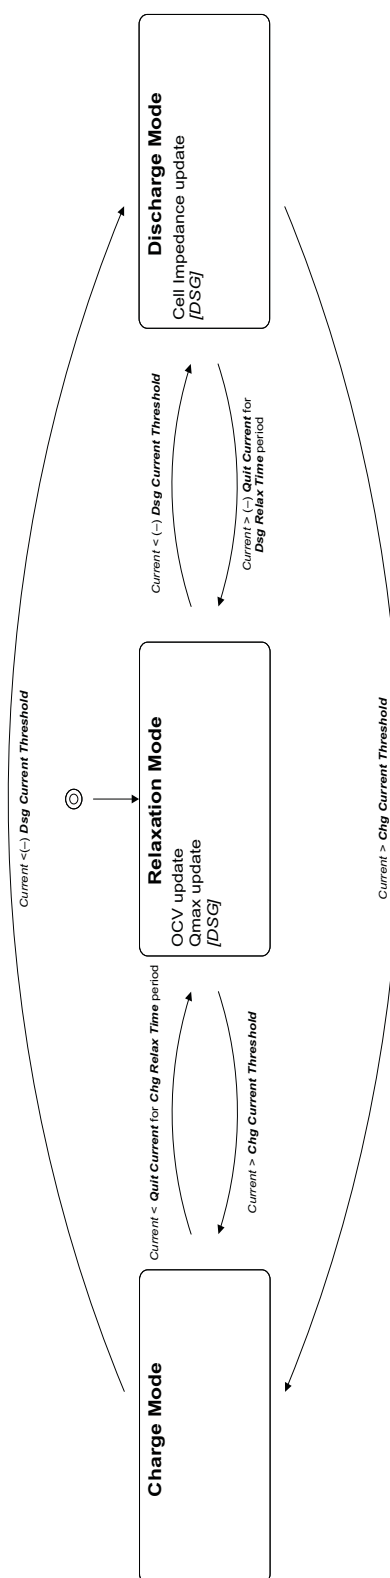 Current <(–) Dsg Current Threshold
Charge Mode
Current < Quit Current for Chg Relax Time period
Current > Chg Current Threshold
Relaxation Mode
OCV update
Qmax update
[DSG]
Current < (–) Dsg Current Threshold
Current > (–) Quit Current for
Dsg Relax Time period
Discharge Mode
Cell Impedance update
[DSG]
Current > Chg Current Threshold